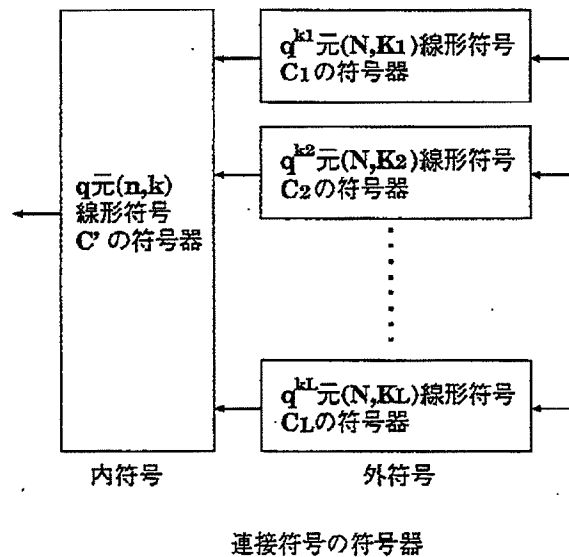 q^k1元(N,K1)線形符号
C1の符号器
q^k2元(N,K2)線形符号
C2の符号器
q元(n,k)
線形符号
C' の符号器
q^kL元(N,KL)線形符号
CLの符号器
内符号
外符号
連接符号の符号器